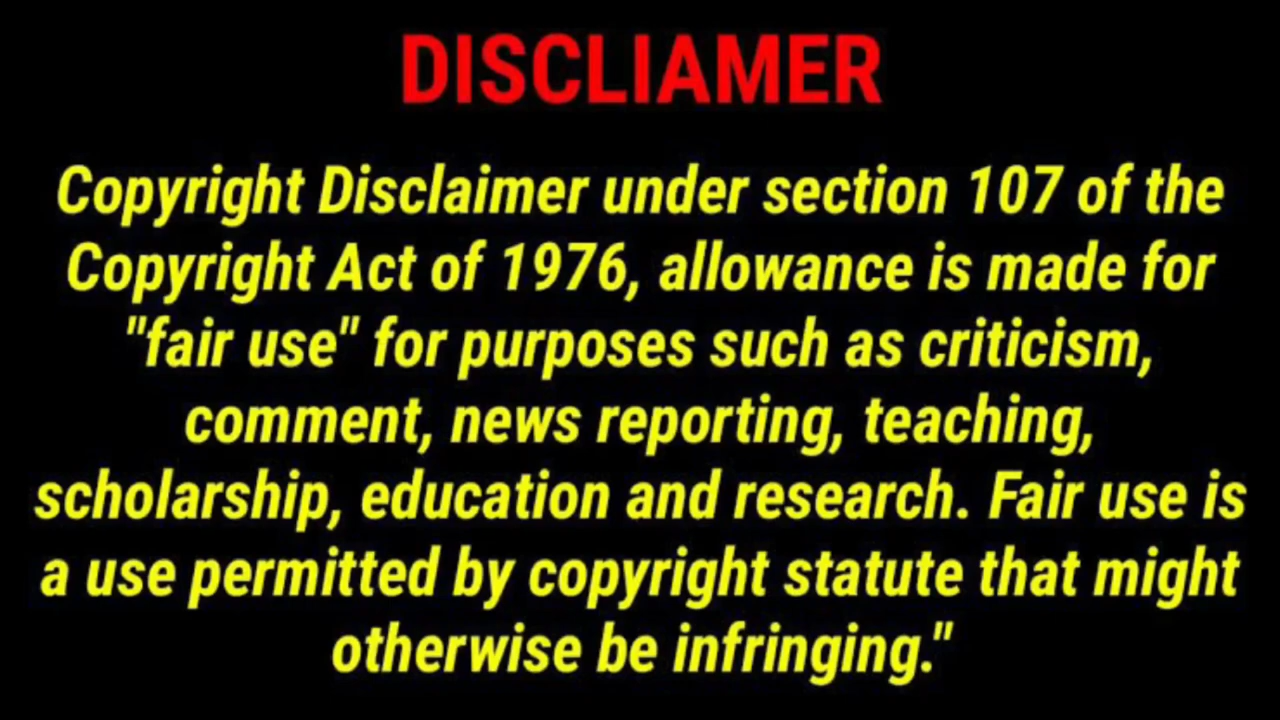 DISCLIAMER
Copyright Disclaimer under section 107 of the
Copyright Act of 1976, allowance is made for
"fair use" for purposes such as criticism,
comment, news reporting, teaching,
scholarship, education and research. Fair use is
a use permitted by copyright statute that might
otherwise be infringing."